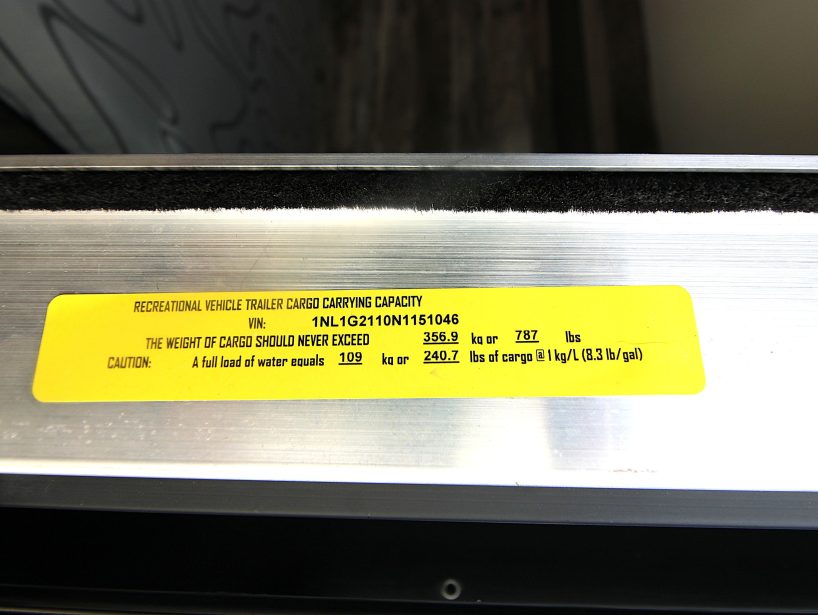 RECREATIONAL VEHICLE TRAILER CARGO CARRYING CAPACITY
VIN: 1NL1G2110N1151046
THE WEIGHT OF CARGO SHOULD NEVER EXCEED 356.9 kg or 787 lbs
CAUTION: A full load of water equals 109 kg or 240.7 lbs of cargo @ 1 kg/L (8.3 lb/gal)